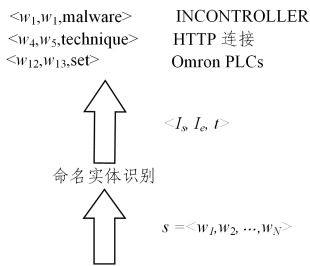 <w₁,w₁,malware> INCONTROLLER
<w₄,w₅,technique> HTTP 连接
<w₁₂,w₁₃,set> Omron PLCs
<Iₛ, Iₑ, t>
命名实体识别
s =<w₁,w₂, ...,w_N>